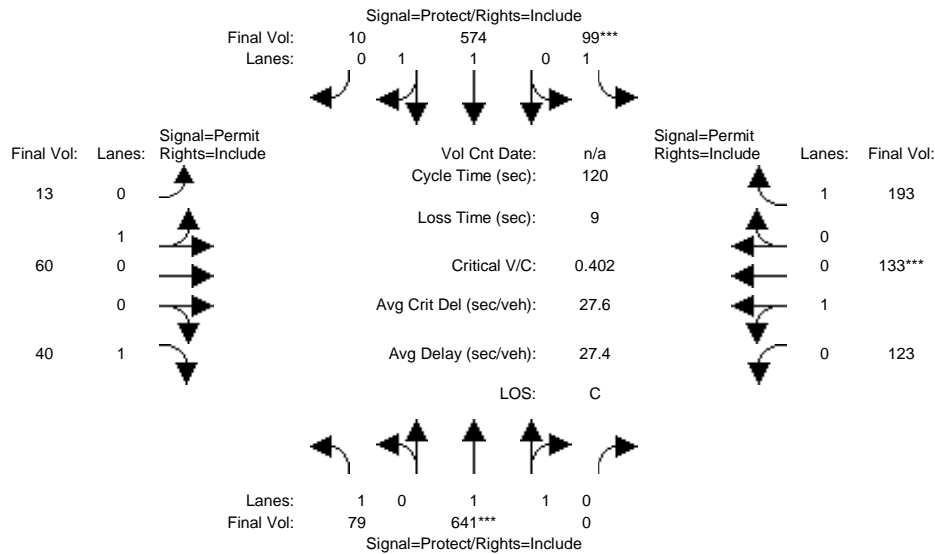 Signal=Protect/Rights=Include
Final Vol: 10 574 99***
Lanes: 0 1 1 0 1
Signal=Permit
Final Vol: Lanes: Rights=Include
Vol Cnt Date: n/a
Signal=Permit
Rights=Include Lanes: Final Vol:
Cycle Time (sec): 120
13 0
1 193
Loss Time (sec): 9
1
0
60 0
Critical V/C: 0.402
0 133***
0
Avg Crit Del (sec/veh): 27.6
1
40 1
Avg Delay (sec/veh): 27.4
0 123
LOS: C
Lanes: 1 0 1 1 0
Final Vol: 79 641*** 0
Signal=Protect/Rights=Include